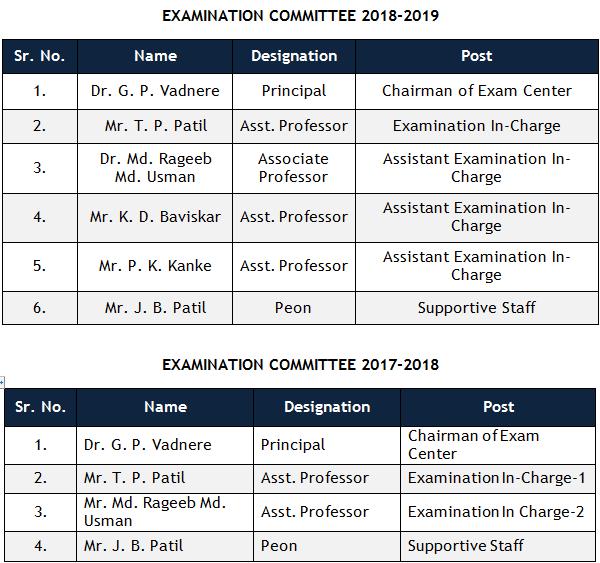 EXAMINATION COMMITTEE 2018-2019
Sr. No. Name Designation Post
1. Dr. G. P. Vadnere Principal Chairman of Exam Center
2. Mr. T. P. Patil Asst. Professor Examination In-Charge
3. Dr. Md. Rageeb Md. Usman Associate Professor Assistant Examination In-Charge
4. Mr. K. D. Baviskar Asst. Professor Assistant Examination In-Charge
5. Mr. P. K. Kanke Asst. Professor Assistant Examination In-Charge
6. Mr. J. B. Patil Peon Supportive Staff
EXAMINATION COMMITTEE 2017-2018
Sr. No. Name Designation Post
1. Dr. G. P. Vadnere Principal Chairman of Exam Center
2. Mr. T. P. Patil Asst. Professor Examination In-Charge-1
3. Mr. Md. Rageeb Md. Usman Asst. Professor Examination In Charge-2
4. Mr. J. B. Patil Peon Supportive Staff